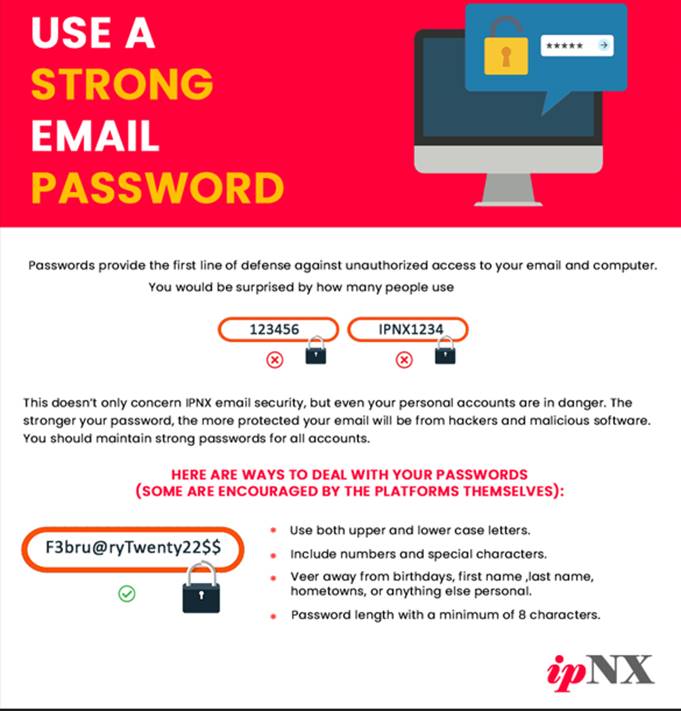 USE A
STRONG
EMAIL
PASSWORD
*****
Passwords provide the first line of defense against unauthorized access to your email and computer.
You would be surprised by how many people use
123456
IPNX1234
This doesn't only concern IPNX email security, but even your personal accounts are in danger. The
stronger your password, the more protected your email will be from hackers and malicious software.
You should maintain strong passwords for all accounts.
HERE ARE WAYS TO DEAL WITH YOUR PASSWORDS
(SOME ARE ENCOURAGED BY THE PLATFORMS THEMSELVES):
F3bru@ryTwenty22$$
Use both upper and lower case letters.
Include numbers and special characters.
Veer away from birthdays, first name ,last name,
hometowns, or anything else personal.
Password length with a minimum of 8 characters.
ipNX